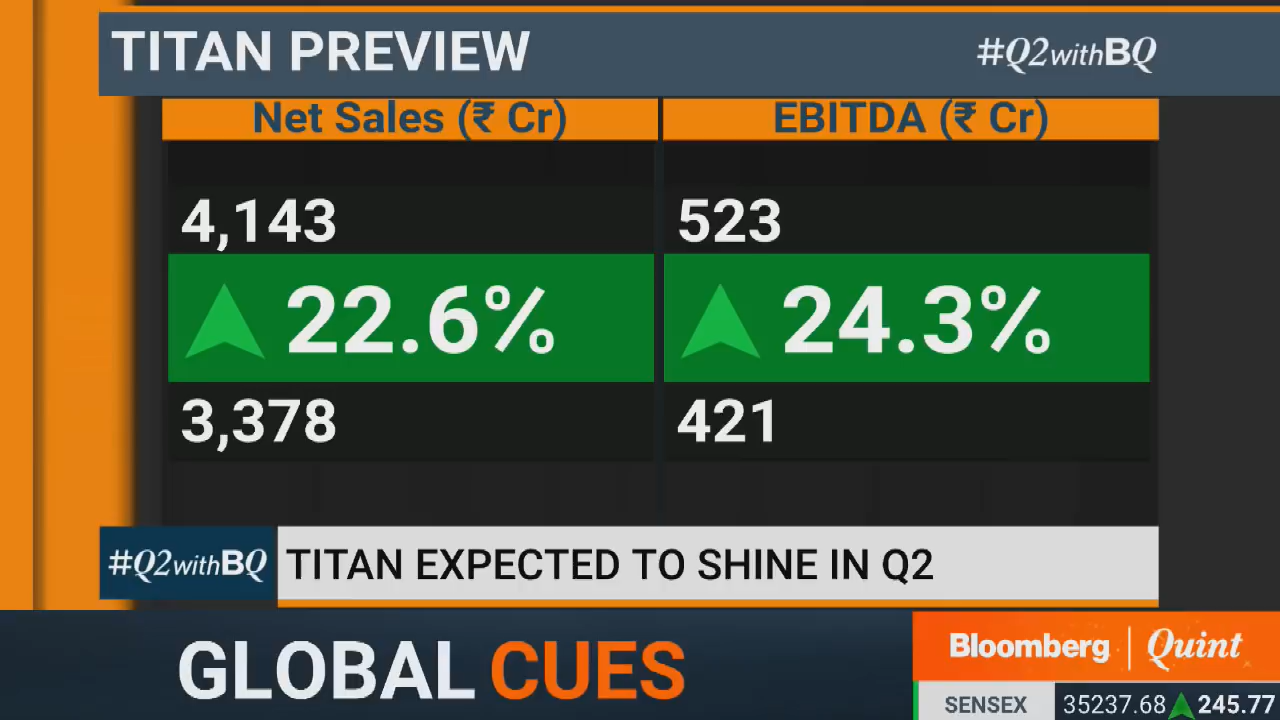 TITAN PREVIEW
#Q2withBQ
Net Sales (₹ Cr)
EBITDA (₹ Cr)
4,143
523
22.6%
24.3%
3,378
421
#Q2withBQ
TITAN EXPECTED TO SHINE IN Q2
GLOBAL CUES
Bloomberg | Quint
SENSEX
35237.68
245.77